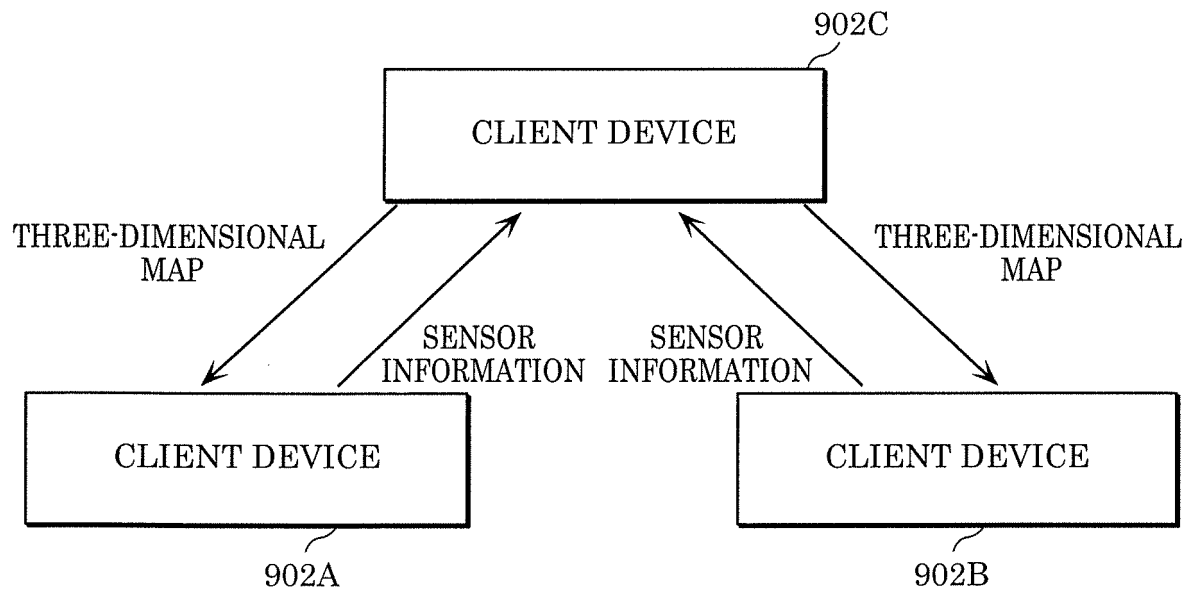 902C
CLIENT DEVICE
THREE-DIMENSIONAL
MAP
THREE-DIMENSIONAL
MAP
SENSOR
INFORMATION
SENSOR
INFORMATION
CLIENT DEVICE
CLIENT DEVICE
902A
902B